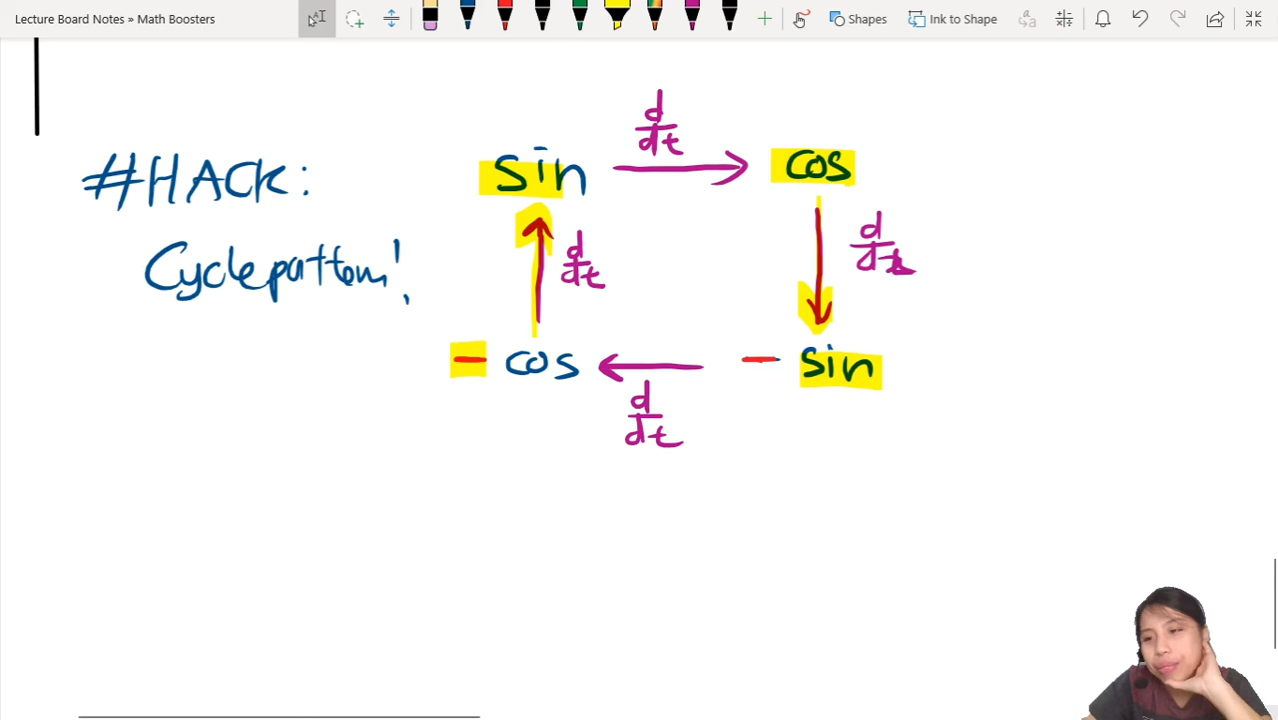 Lecture Board Notes » Math Boosters
Shapes
Ink to Shape
#HACK:
Cycle pattern!
sin
d
dt
cos
d
dt
d
dt
- cos
d
dt
- sin